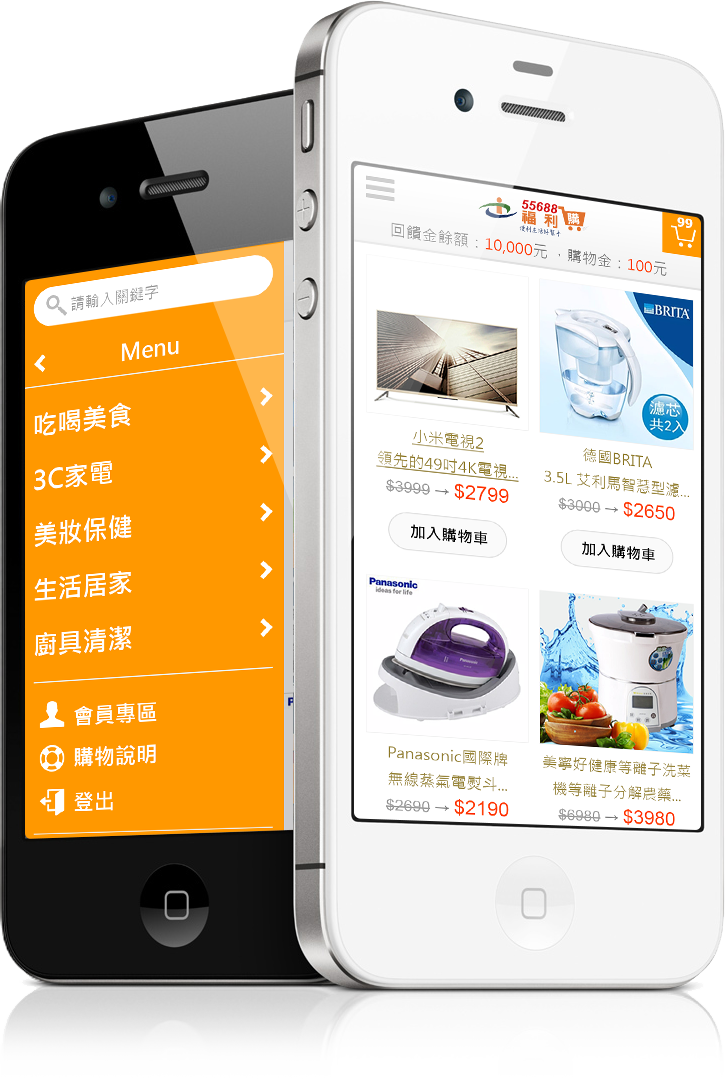 請輸入關鍵字
Menu
吃喝美食
3C家電
美妝保健
生活居家
廚具清潔
會員專區
購物說明
登出
55688
福利購
便利生活好幫手
99
回饋金餘額：10,000元 ，購物金：100元
小米電視2
領先的49吋4K電視...
$3999 → $2799
加入購物車
BRITA
濾芯
共2入
德國BRITA
3.5L 艾利馬智慧型濾...
$3000 → $2650
加入購物車
Panasonic
ideas for life
Panasonic
Panasonic國際牌
無線蒸氣電熨斗...
$2690 → $2190
美寧好健康等離子洗菜
機等離子分解農藥...
$6980 → $3980